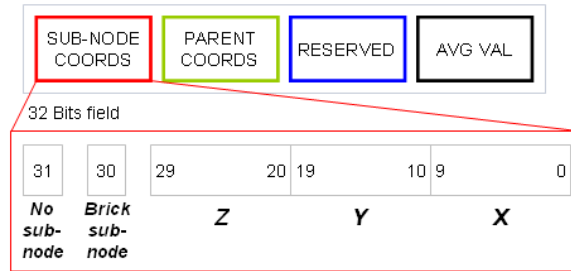 SUB-NODE PARENT RESERVED AVG VAL
COORDS COORDS
32 Bits field
31 30 29 20 19 10 9 0
No Brick Z Y X
sub- sub-
node node